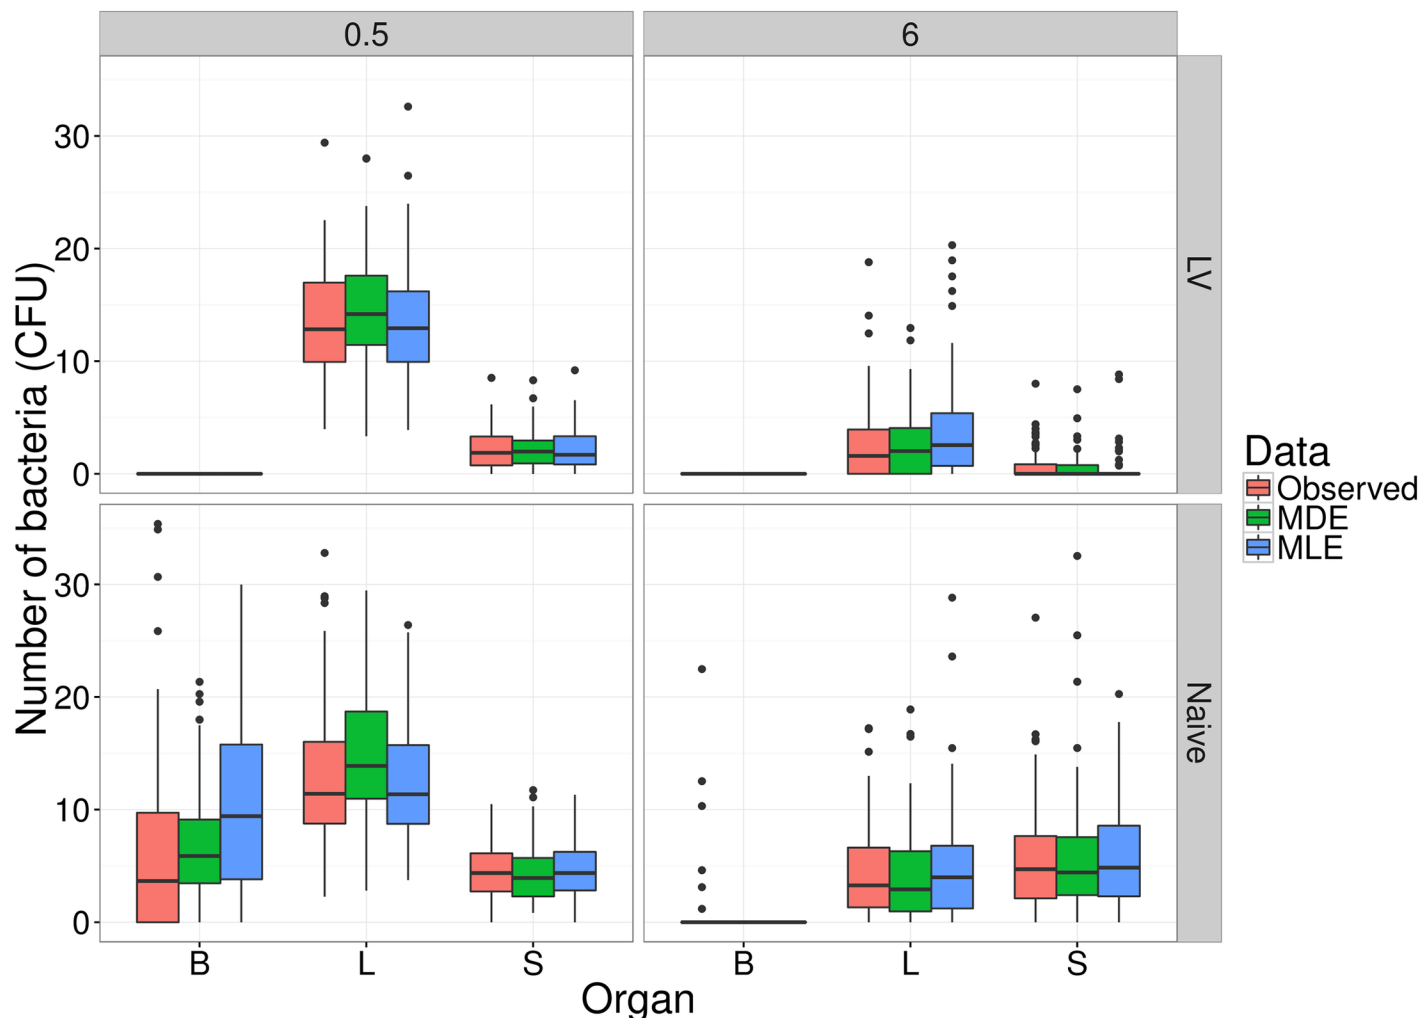 0.5
6
Number of bacteria (CFU)
30
20
10
0
LV
30
20
10
0
Naive
B
L
S
B
L
S
Organ
Data
Observed
MDE
MLE